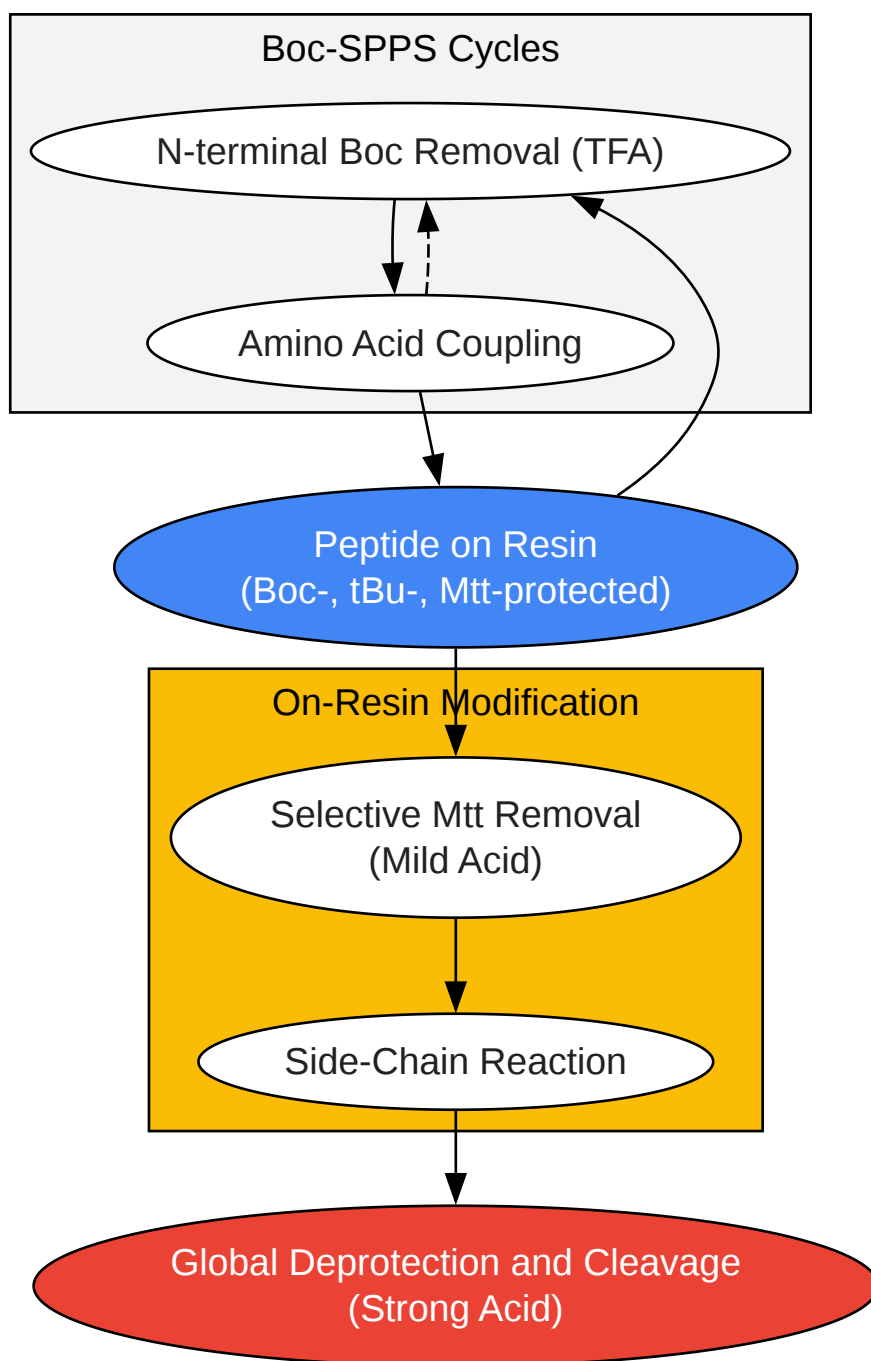 Boc-SPPS Cycles
N-terminal Boc Removal (TFA)
Amino Acid Coupling
Peptide on Resin
(Boc-, tBu-, Mtt-protected)
On-Resin Modification
Selective Mtt Removal
(Mild Acid)
Side-Chain Reaction
Global Deprotection and Cleavage
(Strong Acid)